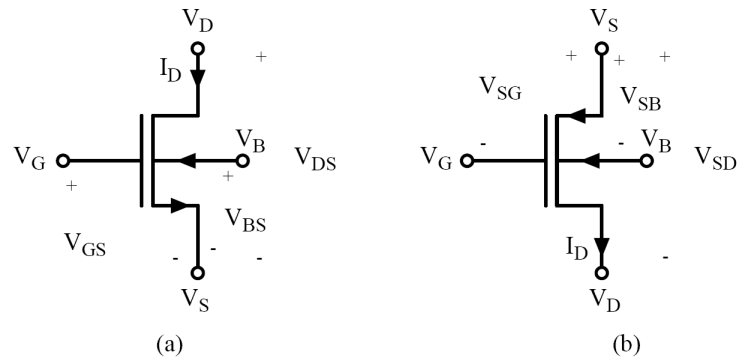 V_D
I_D
+
V_G
+
V_B
+
V_DS
V_GS
V_BS
-
-
-
V_S
(a)
V_S
+
+
+
V_SG
V_SB
V_G
-
-
V_B
V_SD
I_D
-
V_D
(b)